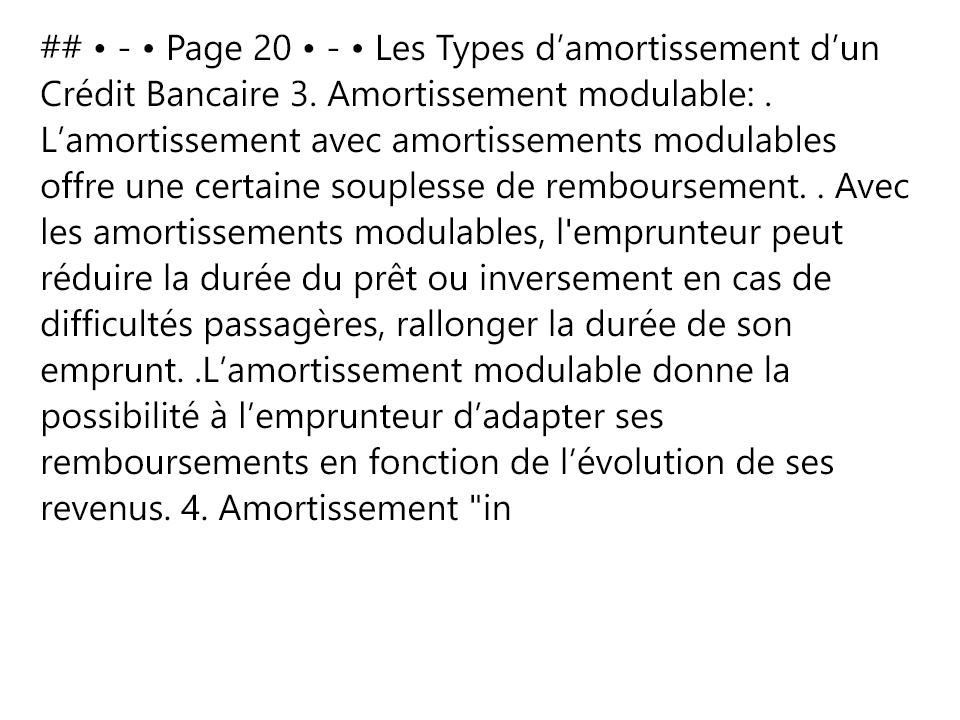 ## • - • Page 20 • - • Les Types d’amortissement d’un
Crédit Bancaire 3. Amortissement modulable: .
L’amortissement avec amortissements modulables
offre une certaine souplesse de remboursement. . Avec
les amortissements modulables, l'emprunteur peut
réduire la durée du prêt ou inversement en cas de
difficultés passagères, rallonger la durée de son
emprunt. .L’amortissement modulable donne la
possibilité à l’emprunteur d’adapter ses
remboursements en fonction de l’évolution de ses
revenus. 4. Amortissement "in